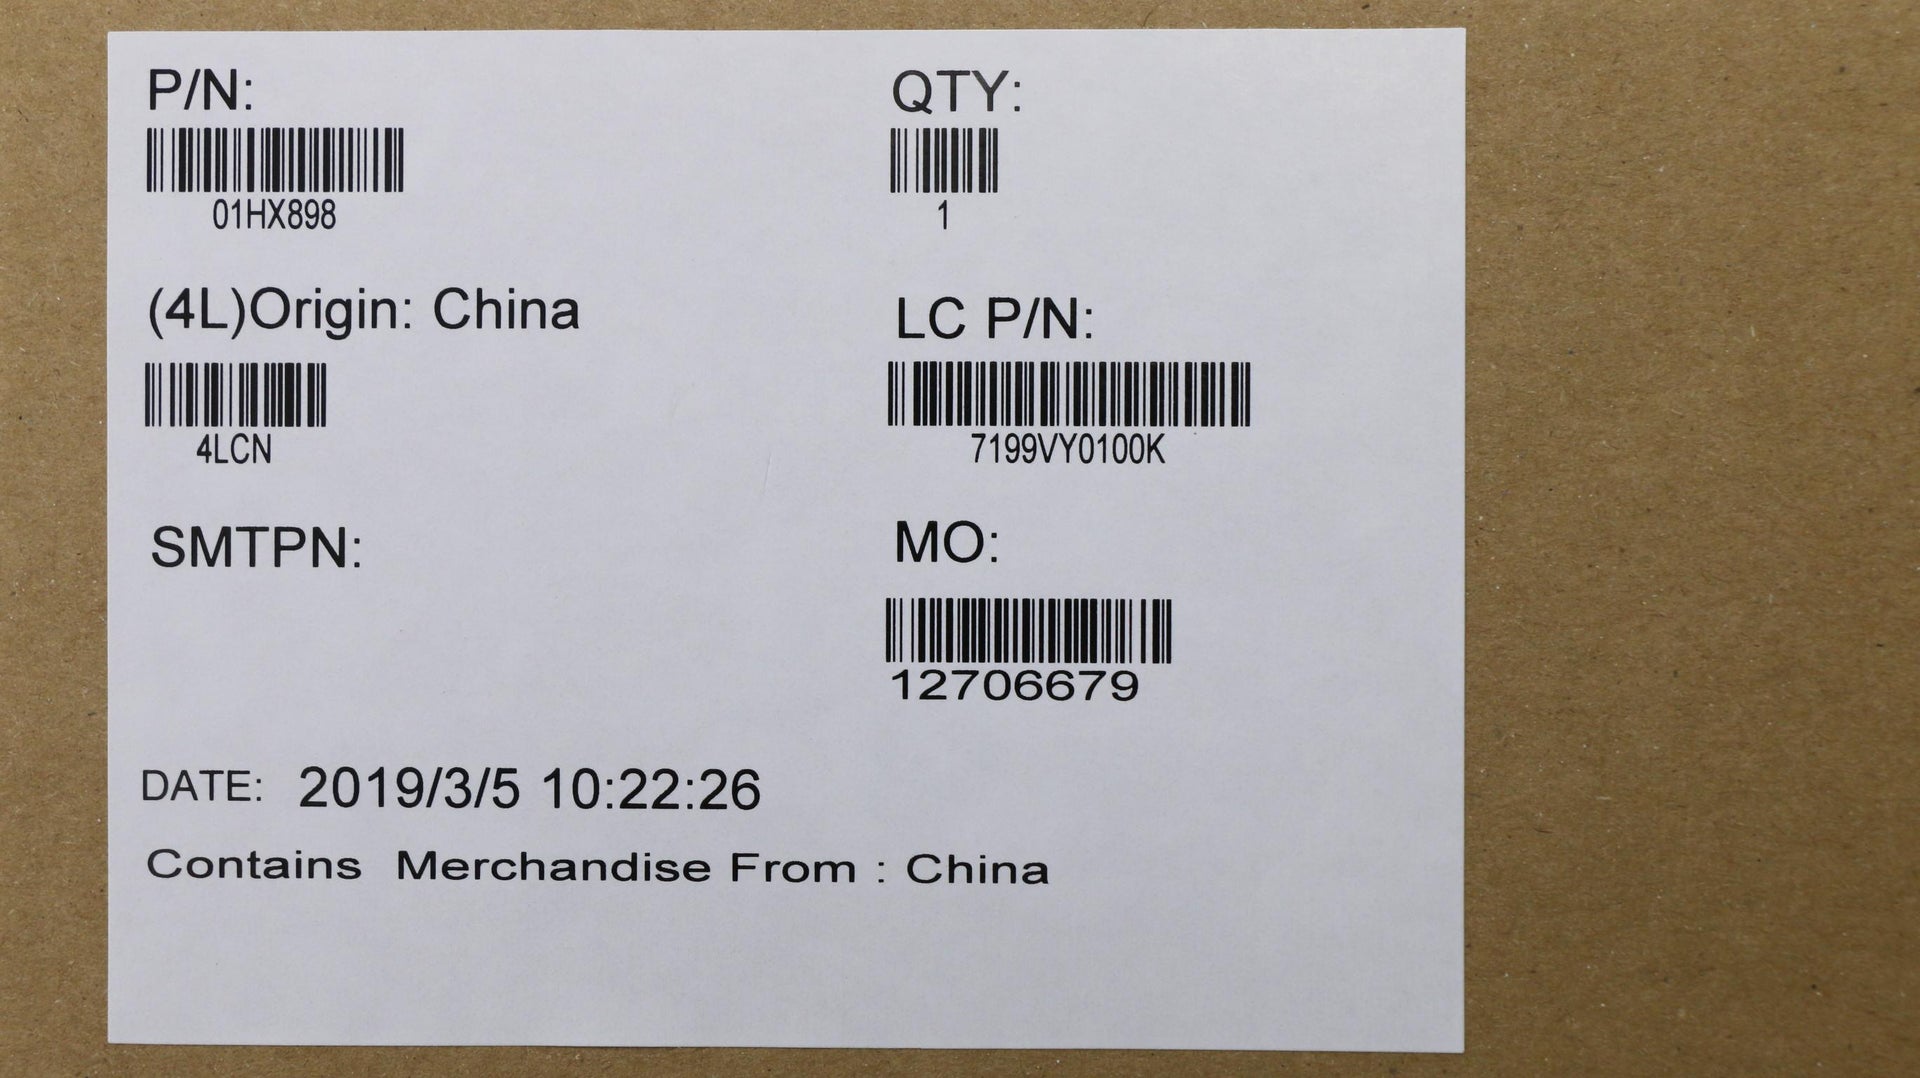 P/N:
QTY:
01HX898
1
(4L)Origin: China
LC P/N:
4LCN
7199VY0100K
SMTPN:
MO:
12706679
DATE: 2019/3/5 10:22:26
Contains Merchandise From : China